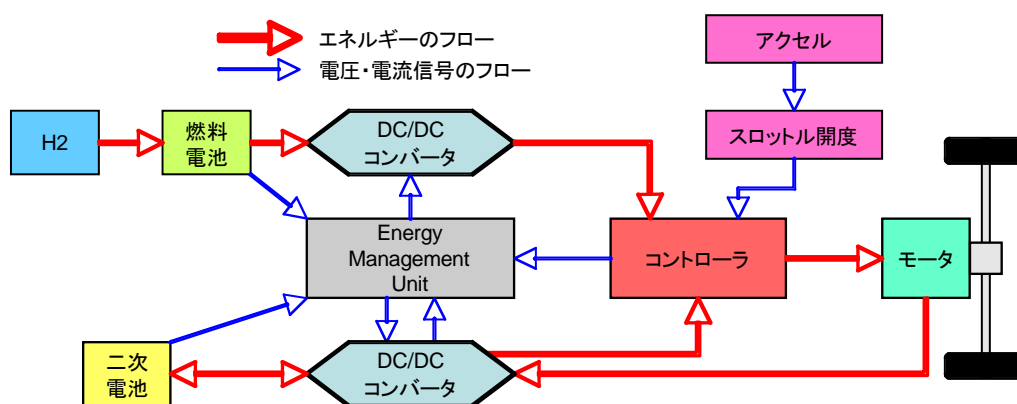 エネルギーのフロー
電圧・電流信号のフロー
アクセル
H2
燃料
電池
DC/DC
コンバータ
スロットル開度
Energy
Management
Unit
コントローラ
モータ
二次
電池
DC/DC
コンバータ